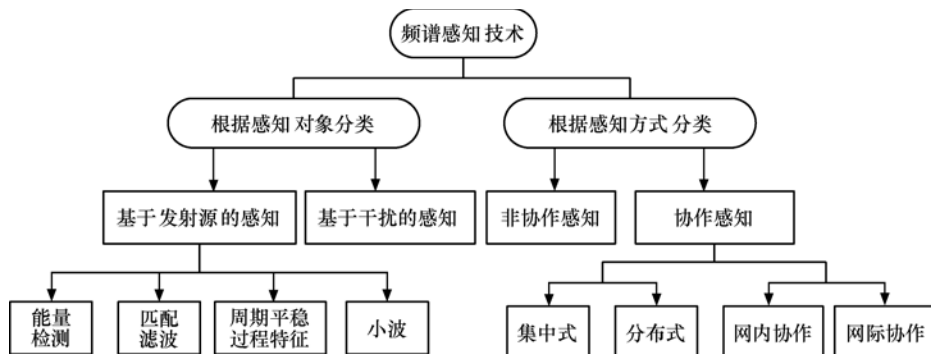 频谱感知技术
根据感知对象分类
根据感知方式分类
基于发射源的感知
基于干扰的感知
非协作感知
协作感知
能量
检测
匹配
滤波
周期平稳
过程特征
小波
集中式
分布式
网内协作
网际协作